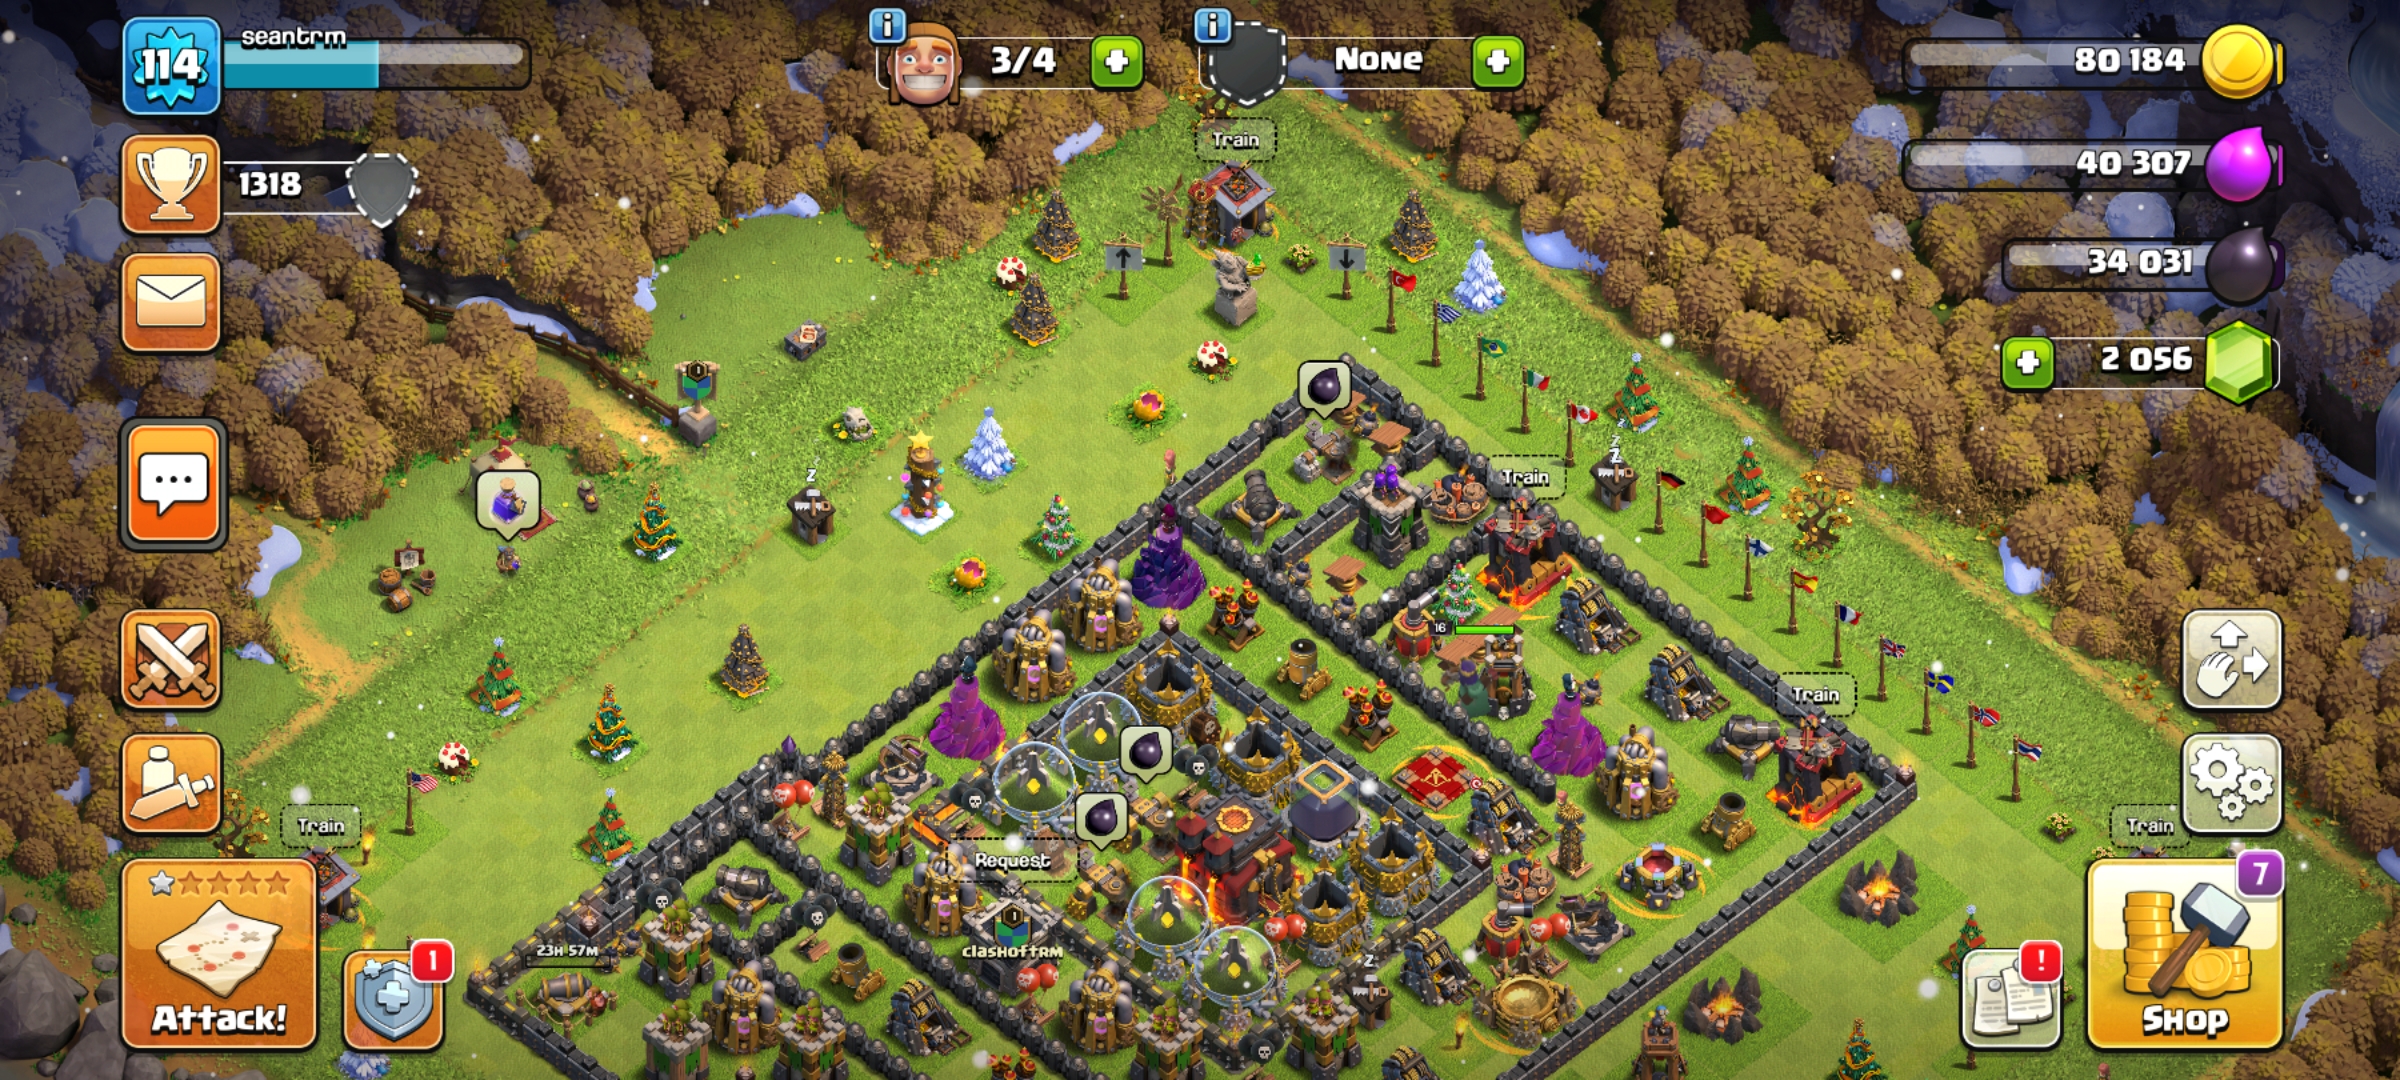 114
seantrm
3/4
None
80 184
1318
40 307
34 031
2 056
Train
Train
Z
Z
Z
16
Train
Train
Train
Request
clashoftRM
23H 57M
Z
7
1
!
Attack!
Shop